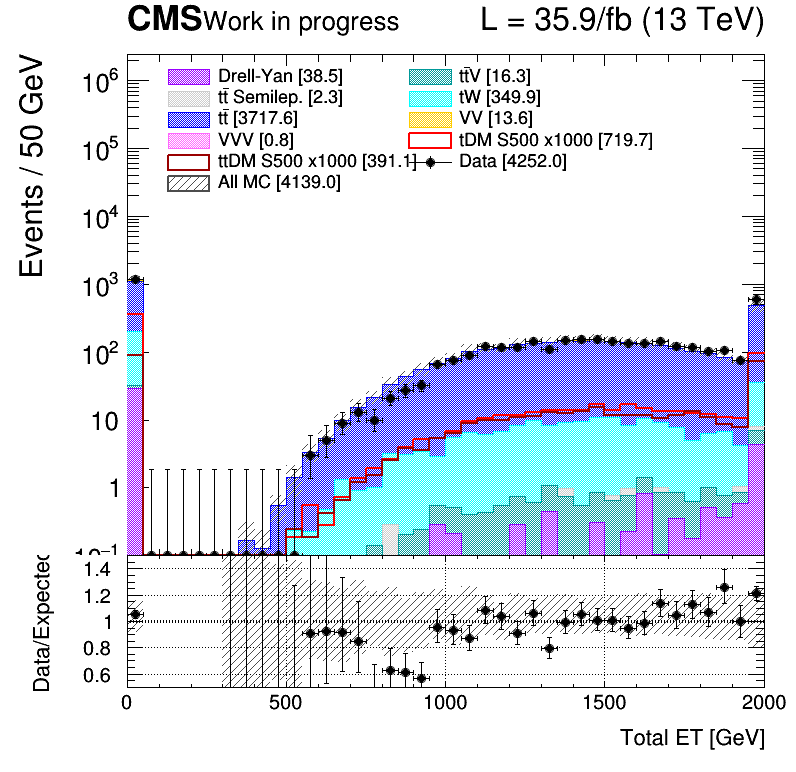 CMS Work in progress L = 35.9/fb (13 TeV)
Events / 50 GeV
Drell-Yan [38.5] tt̄V [16.3]
tt̄ Semilep. [2.3] tW [349.9]
tt̄ [3717.6] VV [13.6]
VVV [0.8] tDM S500 x1000 [719.7]
ttDM S500 x1000 [391.1] Data [4252.0]
All MC [4139.0]
10⁶
10⁵
10⁴
10³
10²
10
1
10⁻¹
Data/Expected
1.4
1.2
1
0.8
0.6
0 500 1000 1500 2000
Total ET [GeV]